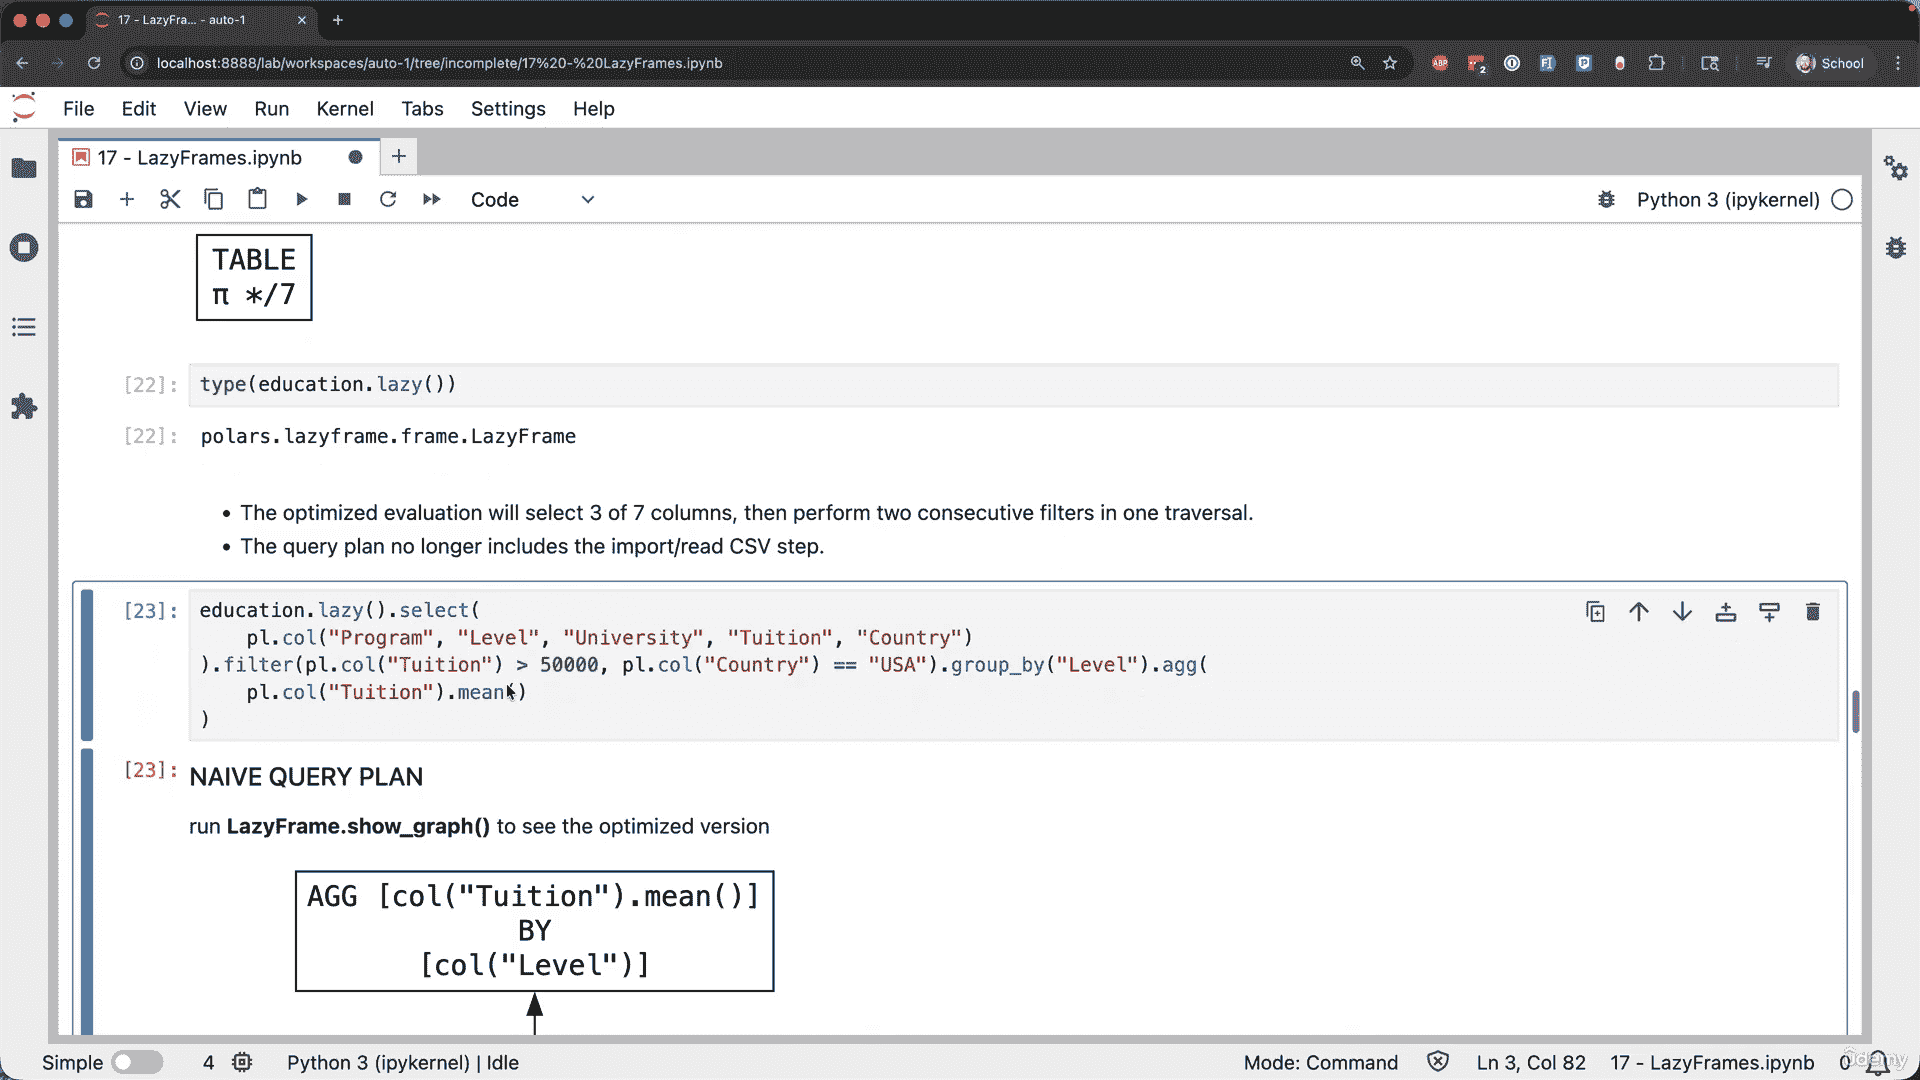 17 - LazyFra... - auto-1
localhost:8888/lab/workspaces/auto-1/tree/incomplete/17%20-%20LazyFrames.ipynb
ABP
2
School
File Edit View Run Kernel Tabs Settings Help
17 - LazyFrames.ipynb
Code
Python 3 (ipykernel)
TABLE
π */7
[22]: type(education.lazy())
[22]: polars.lazyframe.frame.LazyFrame
• The optimized evaluation will select 3 of 7 columns, then perform two consecutive filters in one traversal.
• The query plan no longer includes the import/read CSV step.
[23]: education.lazy().select(
pl.col("Program", "Level", "University", "Tuition", "Country")
).filter(pl.col("Tuition") > 50000, pl.col("Country") == "USA").group_by("Level").agg(
pl.col("Tuition").mean()
)
[23]: NAIVE QUERY PLAN
run LazyFrame.show_graph() to see the optimized version
AGG [col("Tuition").mean()]
BY
[col("Level")]
Simple 4 Python 3 (ipykernel) | Idle Mode: Command Ln 3, Col 82 17 - LazyFrames.ipynb 0
udemy